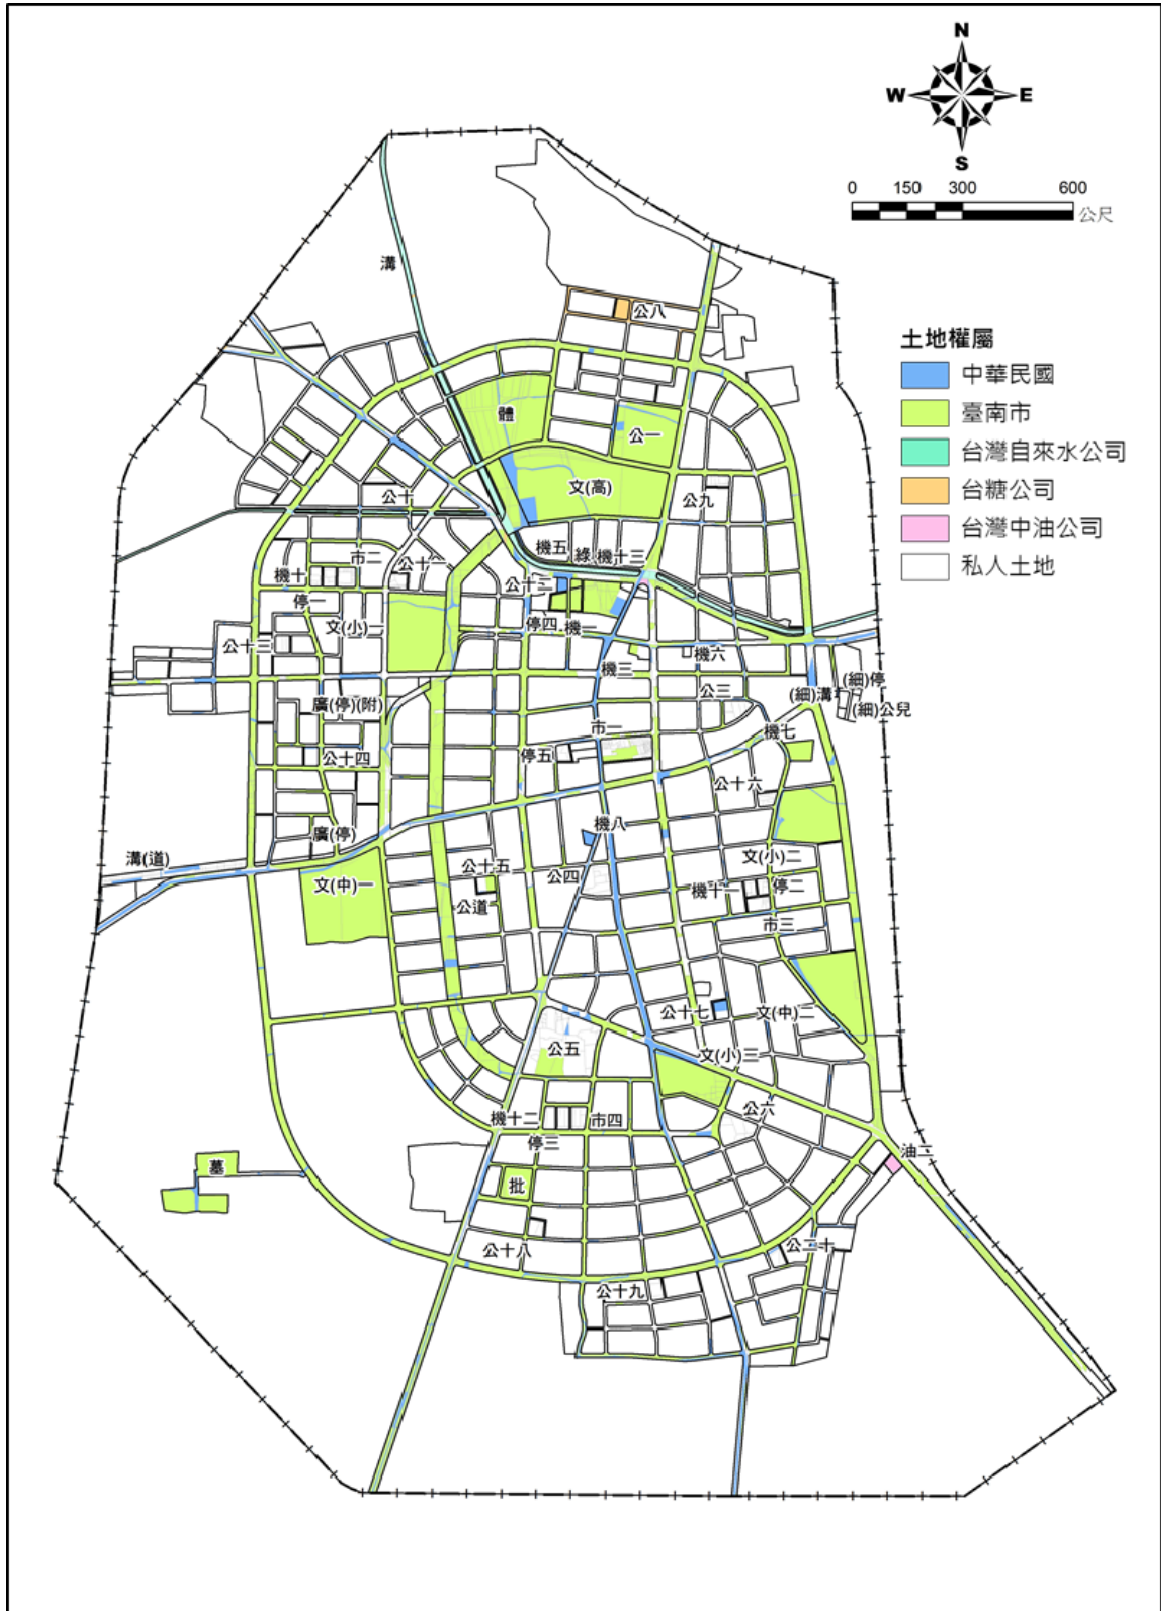 N
W E
S
0 150 300 600
公尺
土地權屬
中華民國
臺南市
台灣自來水公司
台糖公司
台灣中油公司
私人土地
溝
公八
體
公一
文(高)
公十
公九
機五 綠 機十三
市二 公十一
機十
公十二
停一
文(小)一
停四 機一
公十三
機三 機六
公三
(細)停
(細)溝
(細)公兒
廣(停)(附)
市一
機七
停五
公十四
公十六
廣(停)
機八
溝(道)
文(中)一
公十五
公四
文(小)二
機十一 停二
公道
市三
公十七 文(中)二
公五
文(小)三
公六
機十二 市四
停三
油二
墓
批
公十八
公二十
公十九